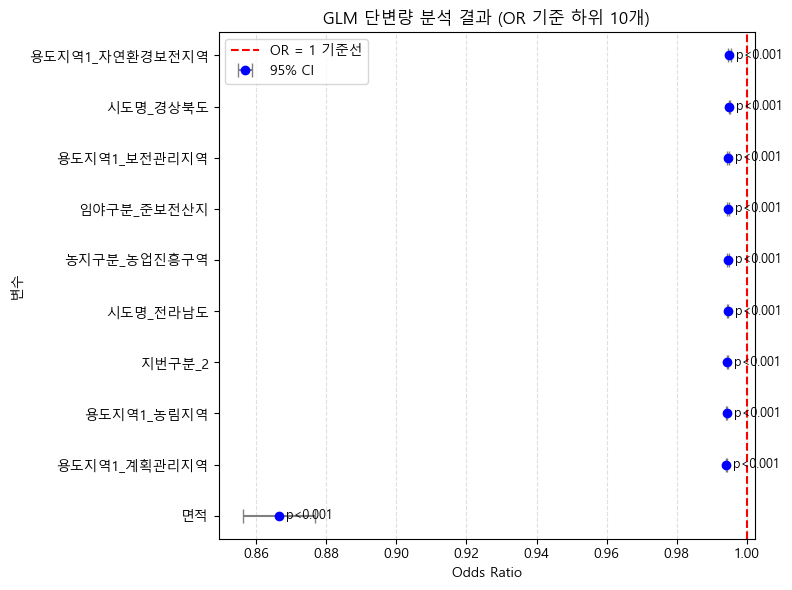 GLM 단변량 분석 결과 (OR 기준 하위 10개)
OR = 1 기준선
95% CI
용도지역1_자연환경보전지역
p<0.001
시도명_경상북도
p<0.001
용도지역1_보전관리지역
p<0.001
임야구분_준보전산지
p<0.001
농지구분_농업진흥구역
p<0.001
시도명_전라남도
p<0.001
지번구분_2
p<0.001
용도지역1_농림지역
p<0.001
용도지역1_계획관리지역
p<0.001
면적
p<0.001
변수
0.86 0.88 0.90 0.92 0.94 0.96 0.98 1.00
Odds Ratio